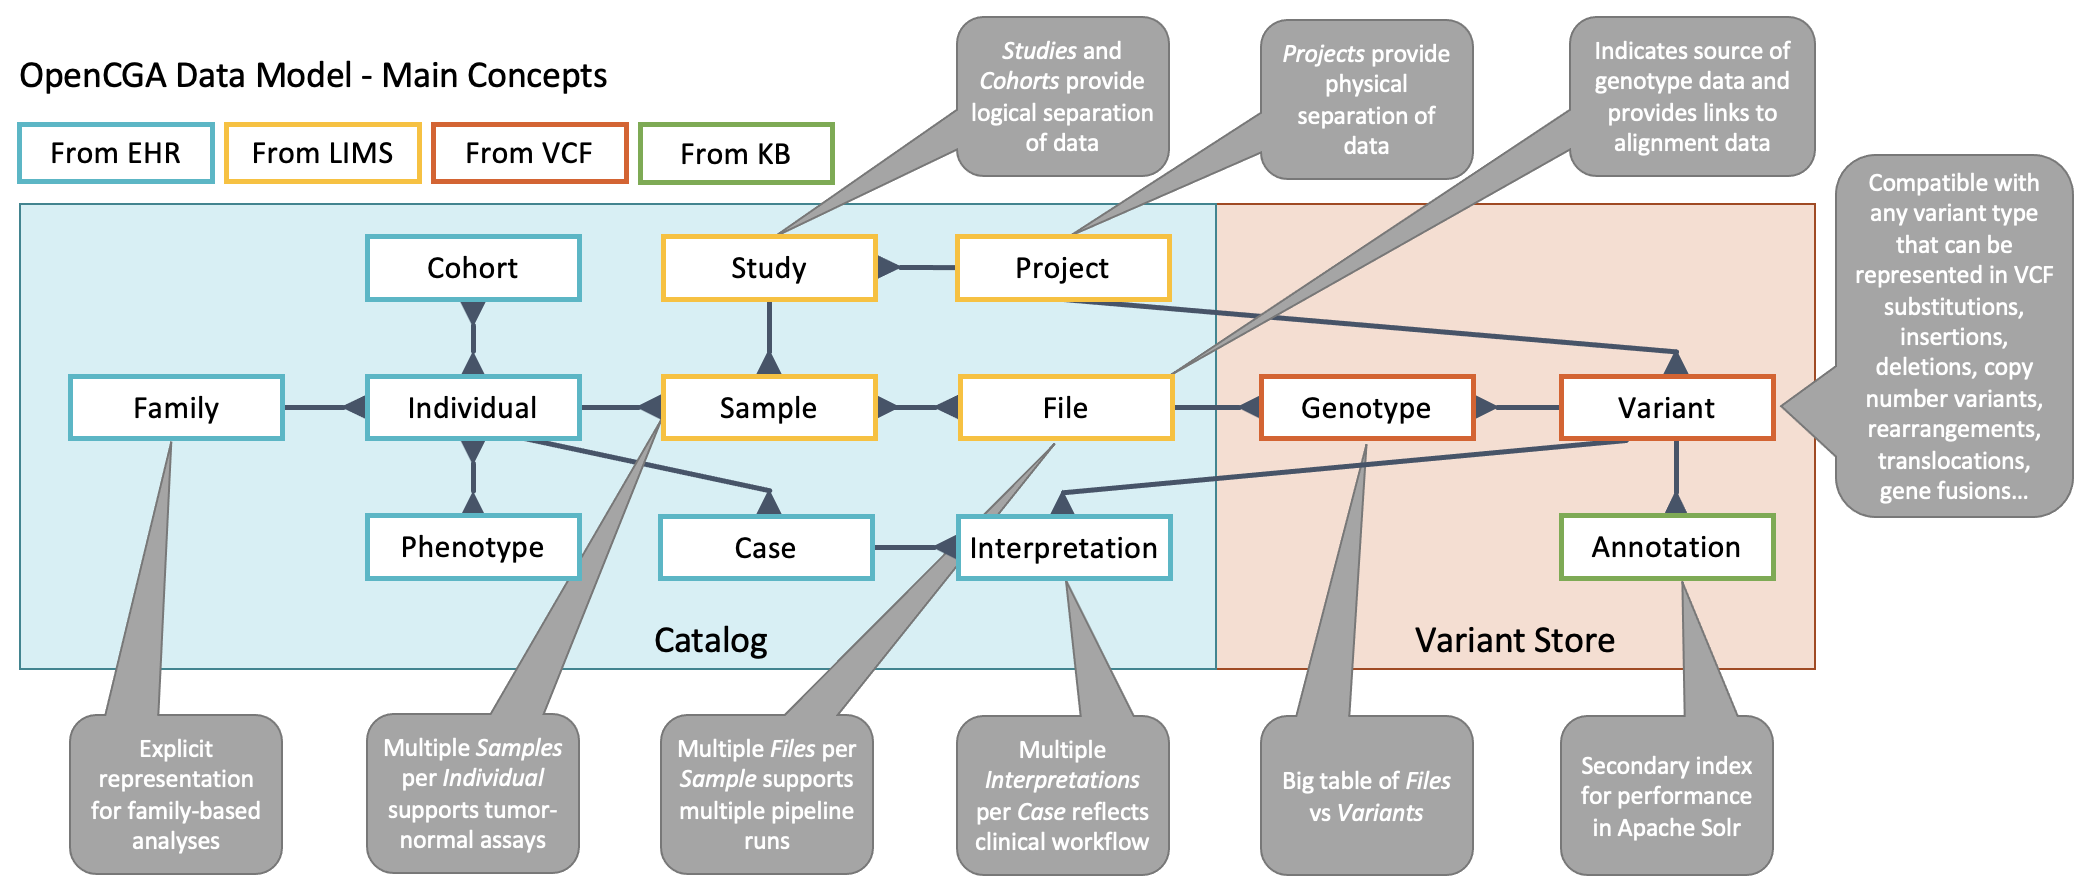 OpenCGA Data Model - Main Concepts
From EHR
From LIMS
From VCF
From KB
Studies and
Cohorts provide
logical separation
of data
Projects provide
physical
separation of
data
Indicates source of
genotype data and
provides links to
alignment data
Compatible with
any variant type
that can be
represented in VCF
substitutions,
insertions,
deletions, copy
number variants,
rearrangements,
translocations,
gene fusions...
Cohort
Study
Project
Family
Individual
Sample
File
Genotype
Variant
Phenotype
Case
Interpretation
Annotation
Catalog
Variant Store
Explicit
representation
for family-based
analyses
Multiple Samples
per Individual
supports tumor-
normal assays
Multiple Files per
Sample supports
multiple pipeline
runs
Multiple
Interpretations
per Case reflects
clinical workflow
Big table of Files
vs Variants
Secondary index
for performance
in Apache Solr